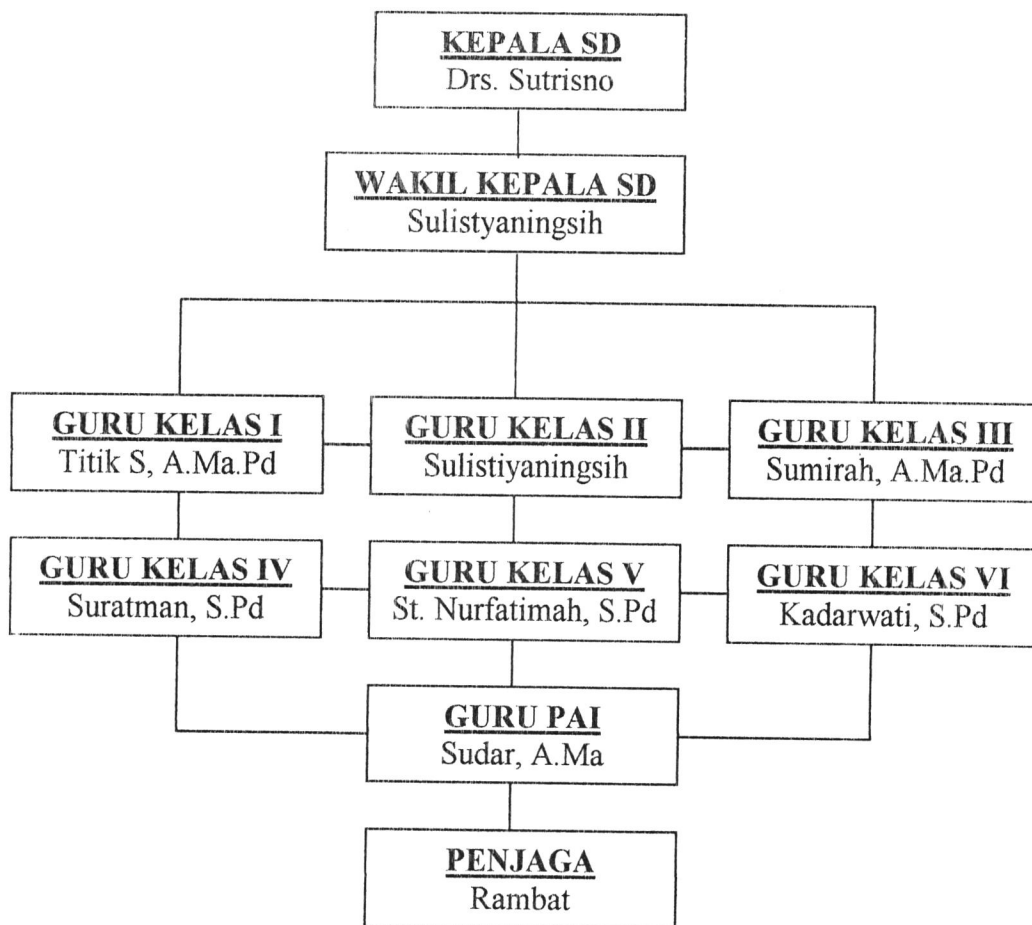 KEPALA SD
Drs. Sutrisno
WAKIL KEPALA SD
Sulistyaningsih
GURU KELAS I
Titik S, A.Ma.Pd
GURU KELAS II
Sulistiyaningsih
GURU KELAS III
Sumirah, A.Ma.Pd
GURU KELAS IV
Suratman, S.Pd
GURU KELAS V
St. Nurfatimah, S.Pd
GURU KELAS VI
Kadarwati, S.Pd
GURU PAI
Sudar, A.Ma
PENJAGA
Rambat